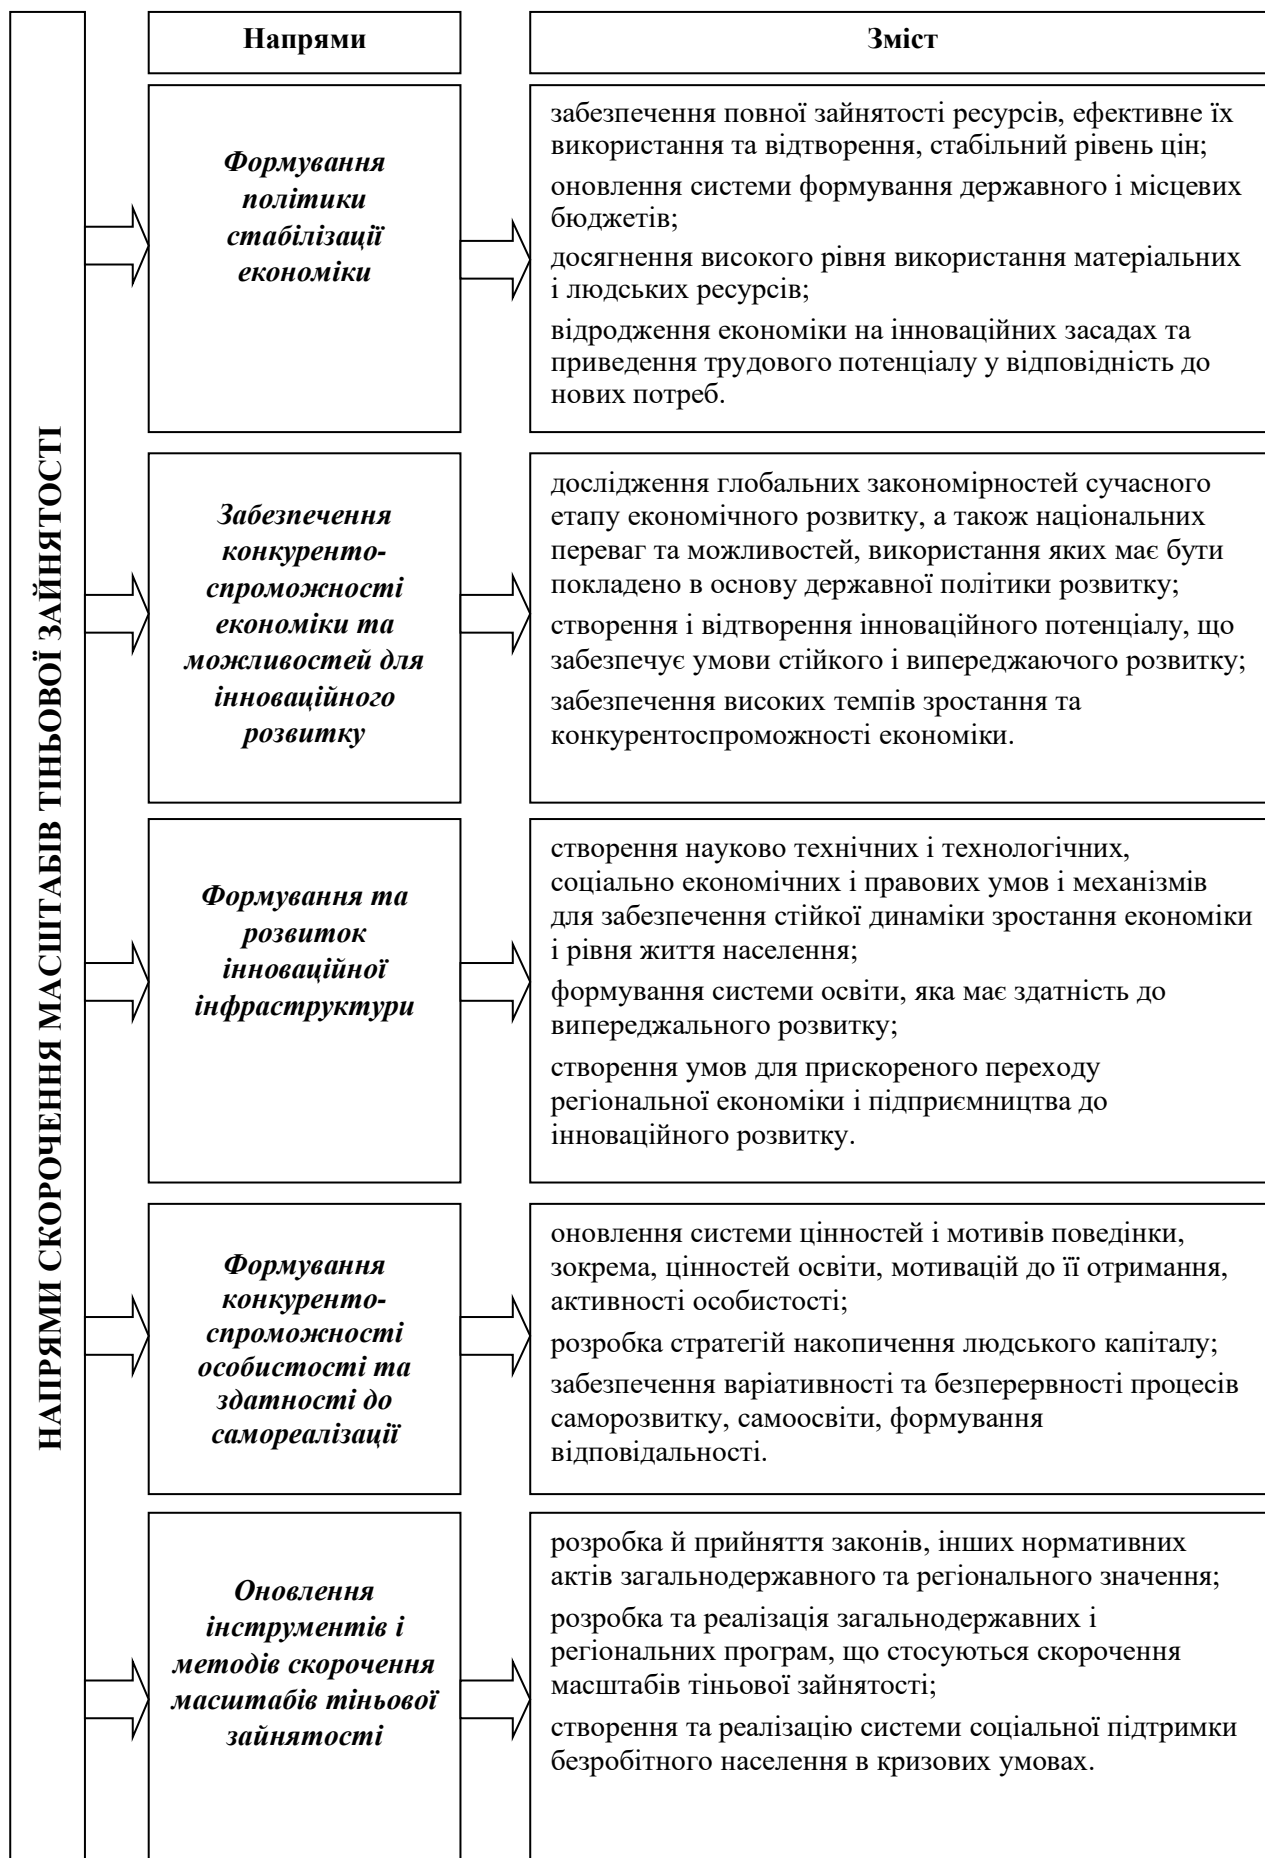 НАПРЯМИ СКОРОЧЕННЯ МАСШТАБІВ ТІНЬОВОЇ ЗАЙНЯТОСТІ
Напрями
Зміст
Формування
політики
стабілізації
економіки
забезпечення повної зайнятості ресурсів, ефективне їх
використання та відтворення, стабільний рівень цін;
оновлення системи формування державного і місцевих
бюджетів;
досягнення високого рівня використання матеріальних
і людських ресурсів;
відродження економіки на інноваційних засадах та
приведення трудового потенціалу у відповідність до
нових потреб.
Забезпечення
конкуренто-
спроможності
економіки та
можливостей для
інноваційного
розвитку
дослідження глобальних закономірностей сучасного
етапу економічного розвитку, а також національних
переваг та можливостей, використання яких має бути
покладено в основу державної політики розвитку;
створення і відтворення інноваційного потенціалу, що
забезпечує умови стійкого і випереджаючого розвитку;
забезпечення високих темпів зростання та
конкурентоспроможності економіки.
Формування та
розвиток
інноваційної
інфраструктури
створення науково технічних і технологічних,
соціально економічних і правових умов і механізмів
для забезпечення стійкої динаміки зростання економіки
і рівня життя населення;
формування системи освіти, яка має здатність до
випереджального розвитку;
створення умов для прискореного переходу
регіональної економіки і підприємництва до
інноваційного розвитку.
Формування
конкуренто-
спроможності
особистості та
здатності до
самореалізації
оновлення системи цінностей і мотивів поведінки,
зокрема, цінностей освіти, мотивацій до її отримання,
активності особистості;
розробка стратегій накопичення людського капіталу;
забезпечення варіативності та безперервності процесів
саморозвитку, самоосвіти, формування
відповідальності.
Оновлення
інструментів і
методів скорочення
масштабів тіньової
зайнятості
розробка й прийняття законів, інших нормативних
актів загальнодержавного та регіонального значення;
розробка та реалізація загальнодержавних і
регіональних програм, що стосуються скорочення
масштабів тіньової зайнятості;
створення та реалізацію системи соціальної підтримки
безробітного населення в кризових умовах.